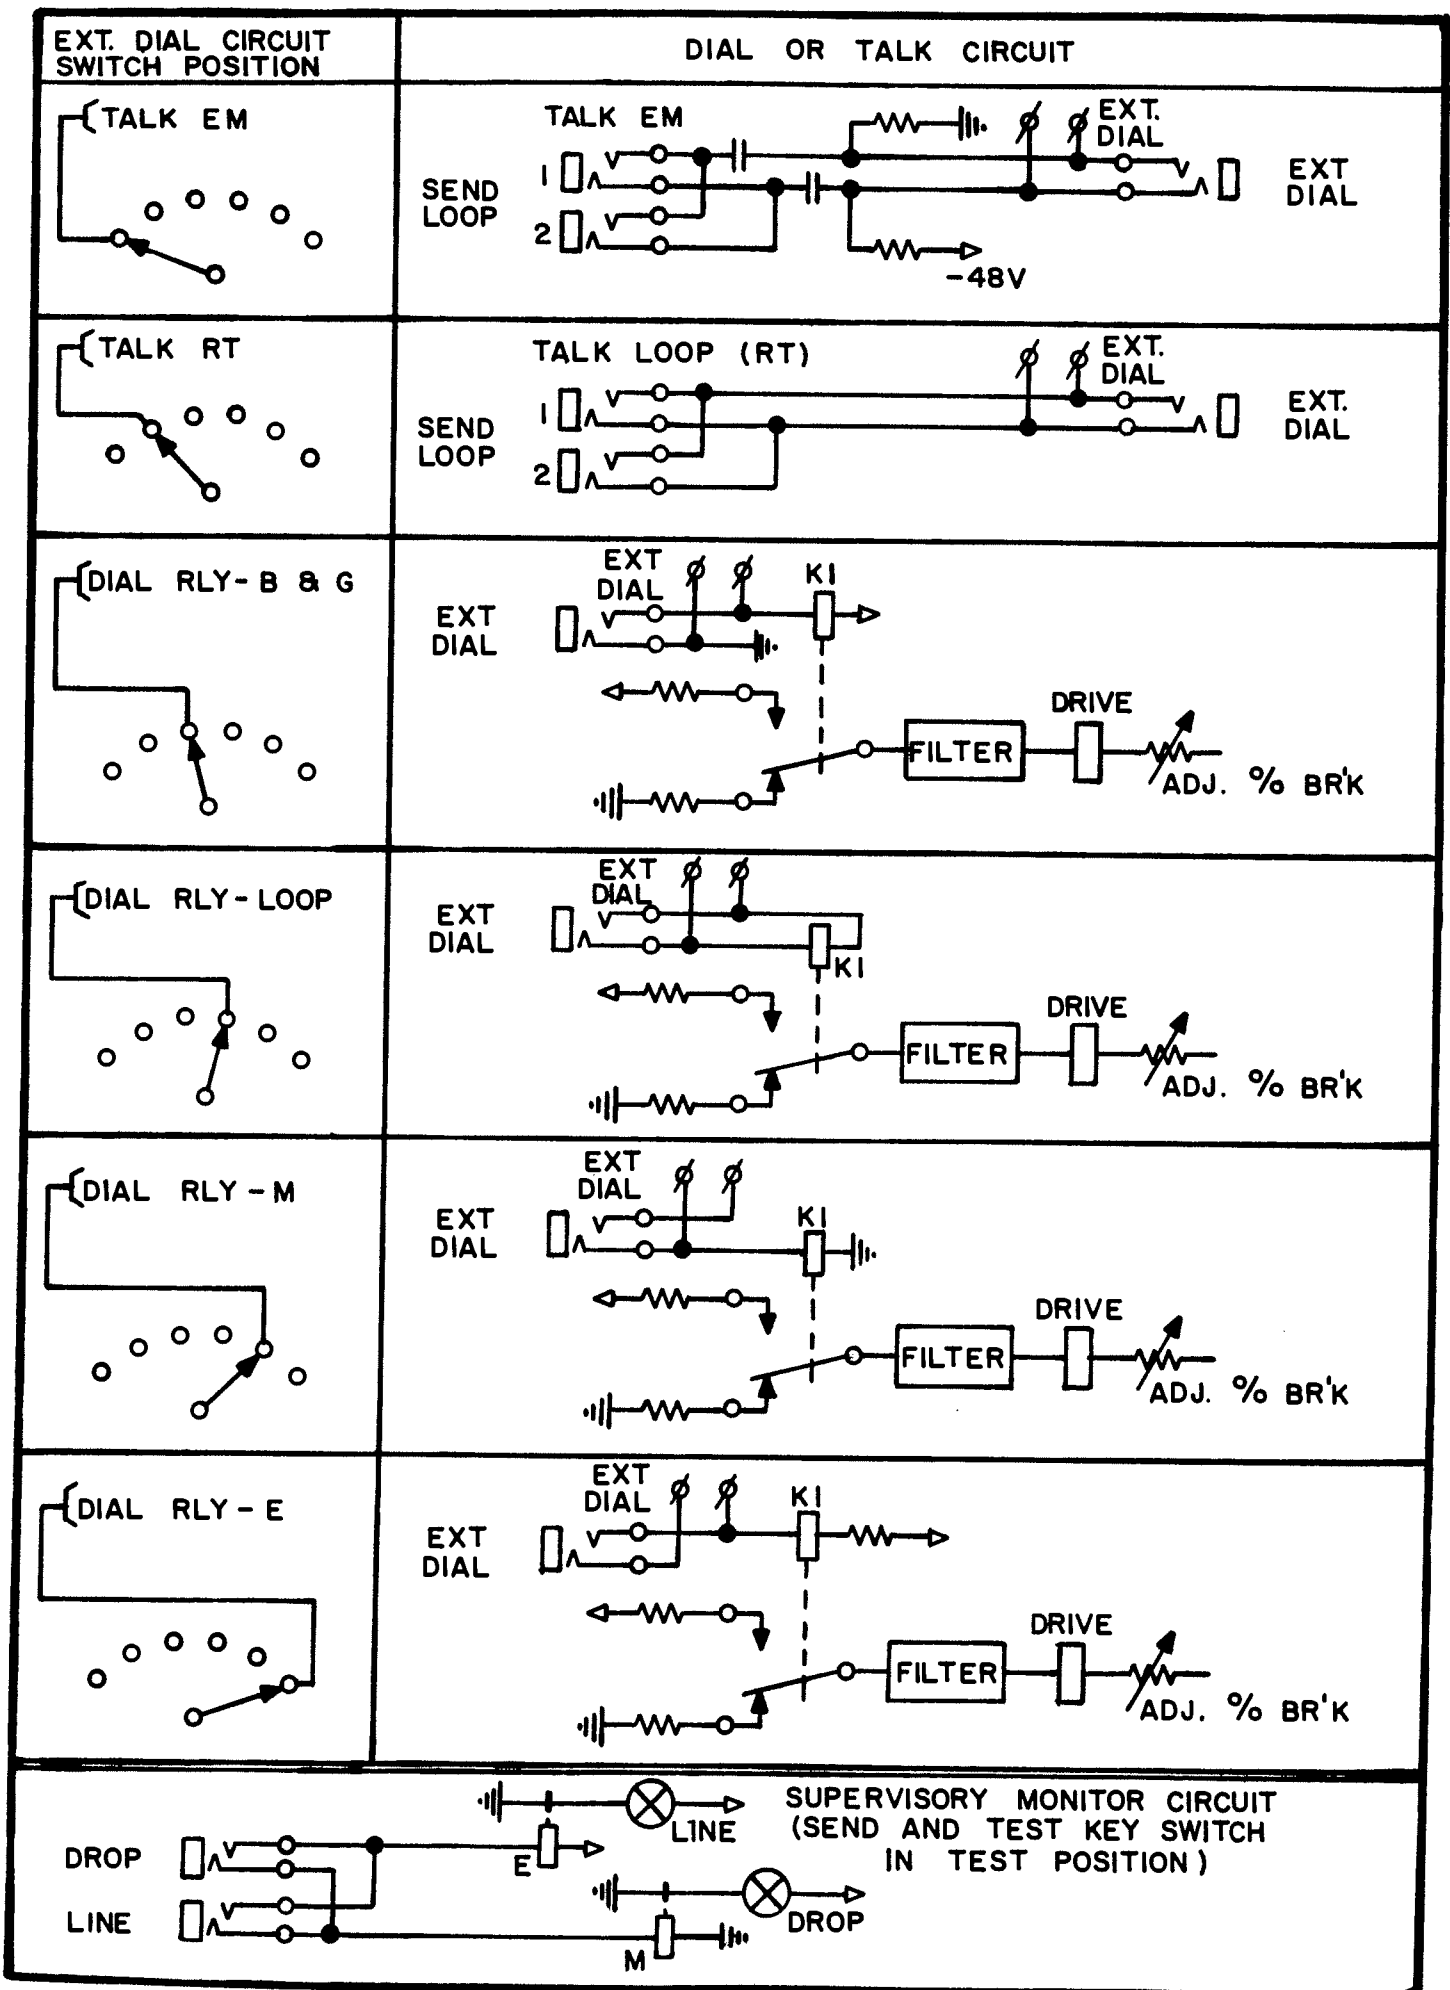 EXT. DIAL CIRCUIT
SWITCH POSITION
DIAL OR TALK CIRCUIT
TALK EM
TALK EM
SEND
LOOP
1
2
-48V
EXT.
DIAL
EXT
DIAL
TALK RT
TALK LOOP (RT)
SEND
LOOP
1
2
EXT.
DIAL
EXT.
DIAL
DIAL RLY-B & G
EXT
DIAL
EXT
DIAL
K1
FILTER
DRIVE
ADJ. % BR'K
DIAL RLY-LOOP
EXT
DIAL
EXT
DIAL
K1
FILTER
DRIVE
ADJ. % BR'K
DIAL RLY-M
EXT
DIAL
EXT
DIAL
K1
FILTER
DRIVE
ADJ. % BR'K
DIAL RLY-E
EXT
DIAL
EXT
DIAL
K1
FILTER
DRIVE
ADJ. % BR'K
DROP
LINE
E
LINE
M
DROP
SUPERVISORY MONITOR CIRCUIT
(SEND AND TEST KEY SWITCH
IN TEST POSITION)